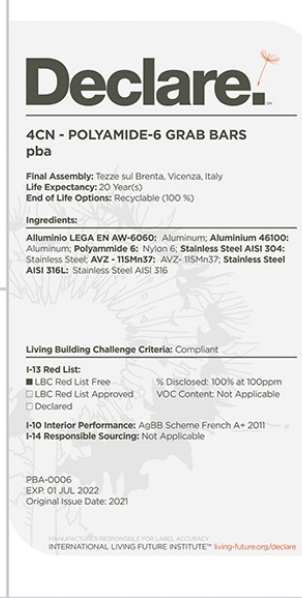 Declare.
4CN - POLYAMIDE-6 GRAB BARS
pba
Final Assembly: Tezze sul Brenta, Vicenza, Italy
Life Expectancy: 20 Year(s)
End of Life Options: Recyclable (100 %)
Ingredients:
Alluminio LEGA EN AW-6060: Aluminum; Aluminium 46100:
Aluminum; Polyammide 6: Nylon 6; Stainless Steel AISI 304:
Stainless Steel; AVZ - 11SMn37: AVZ- 11SMn37; Stainless Steel
AISI 316L: Stainless Steel AISI 316
Living Building Challenge Criteria: Compliant
I-13 Red List:
■ LBC Red List Free % Disclosed: 100% at 100ppm
□ LBC Red List Approved VOC Content: Not Applicable
□ Declared
I-10 Interior Performance: AgBB Scheme French A+ 2011
I-14 Responsible Sourcing: Not Applicable
PBA-0006
EXP. 01 JUL 2022
Original Issue Date: 2021
MANUFACTURER RESPONSIBLE FOR LABEL ACCURACY
INTERNATIONAL LIVING FUTURE INSTITUTE™ living-future.org/declare